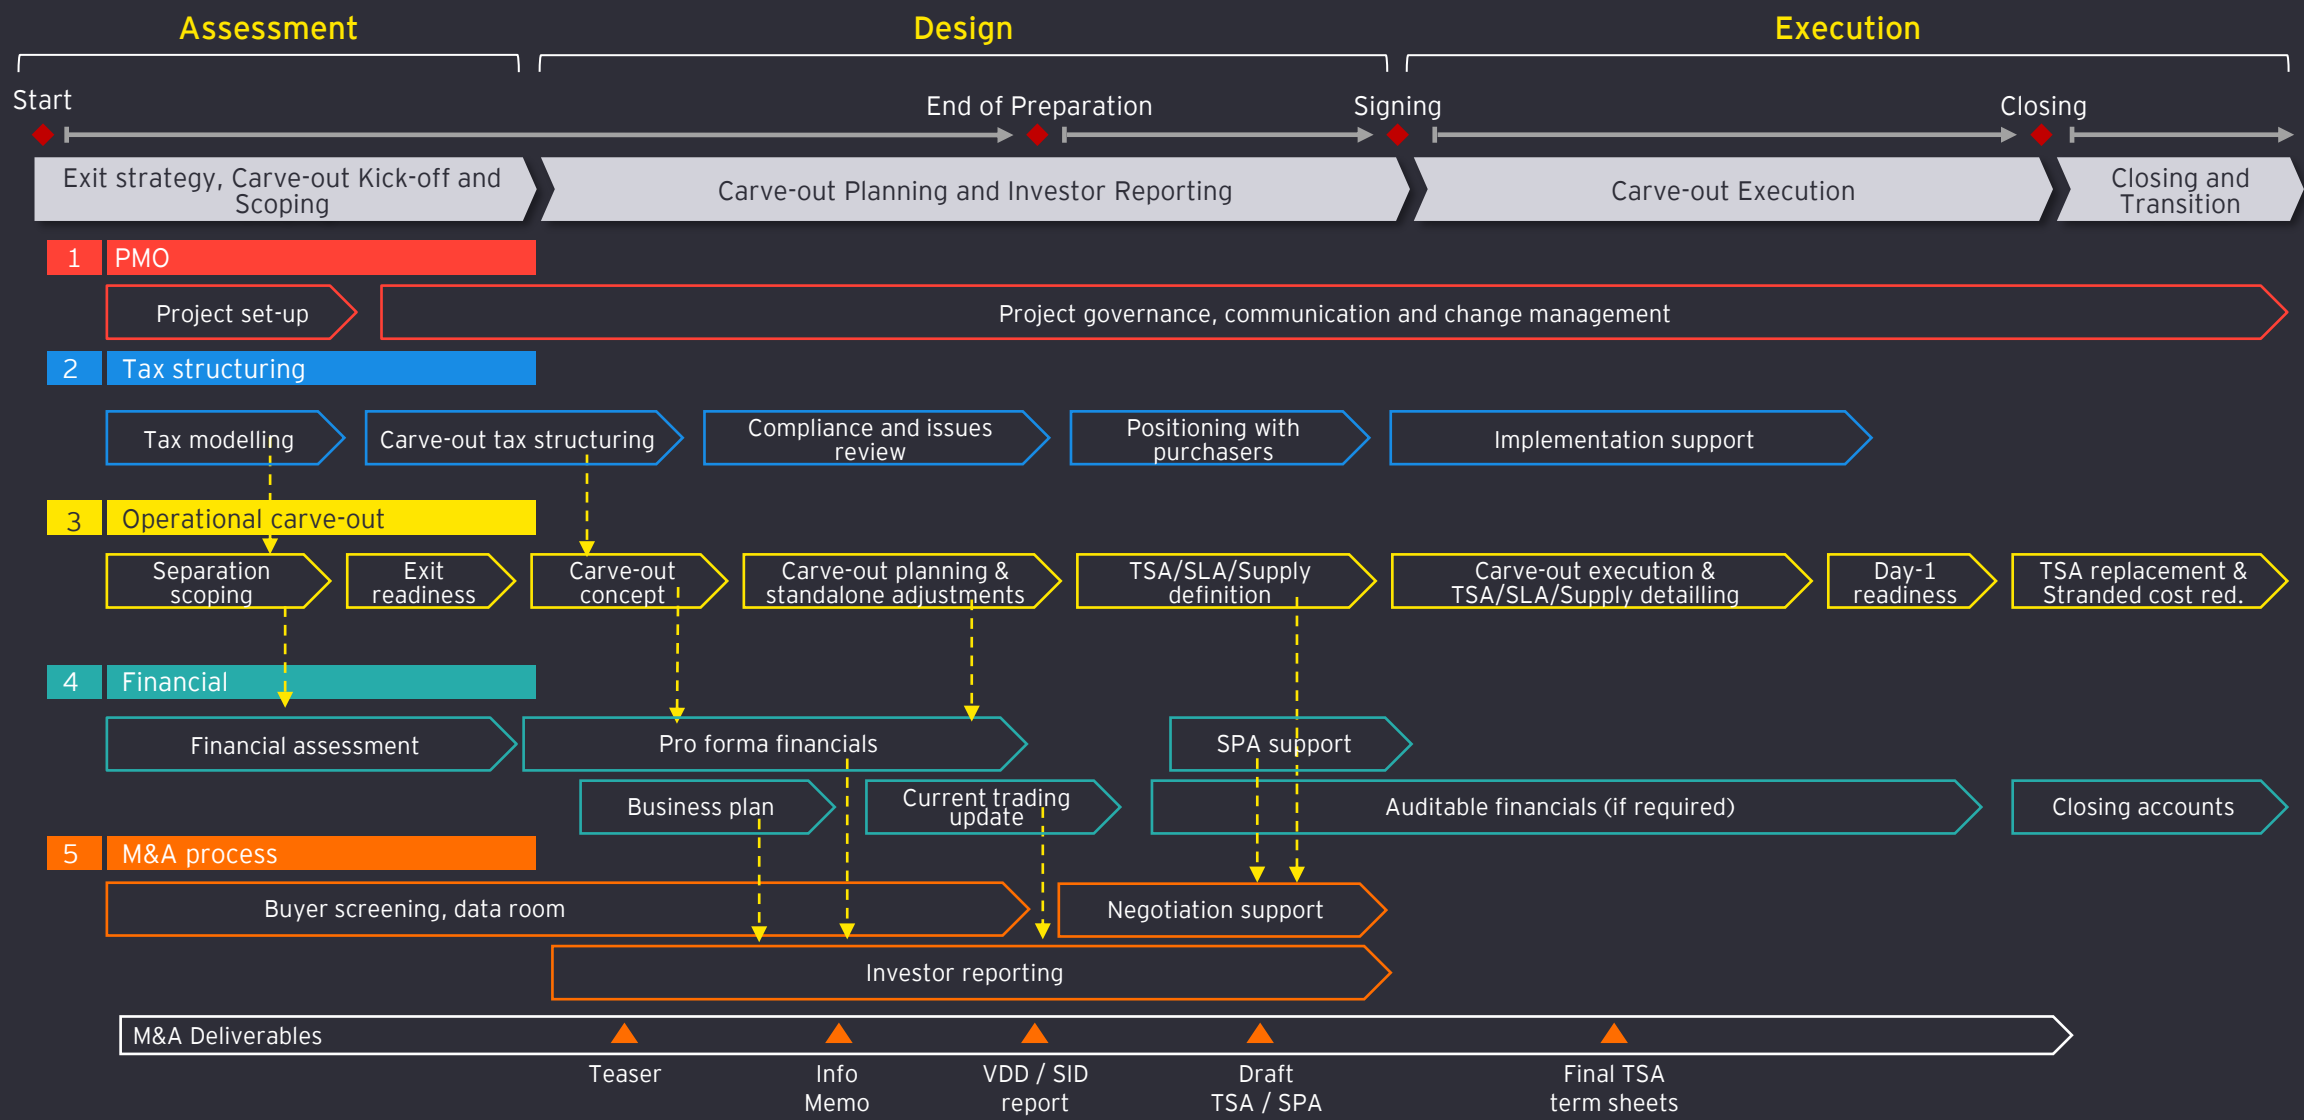 Assessment
Design
Execution
Start
End of Preparation
Signing
Closing
Exit strategy, Carve-out Kick-off and
Scoping
Carve-out Planning and Investor Reporting
Carve-out Execution
Closing and
Transition
1
PMO
Project set-up
Project governance, communication and change management
2
Tax structuring
Tax modelling
Carve-out tax structuring
Compliance and issues
review
Positioning with
purchasers
Implementation support
3
Operational carve-out
Separation
scoping
Exit
readiness
Carve-out
concept
Carve-out planning &
standalone adjustments
TSA/SLA/Supply
definition
Carve-out execution &
TSA/SLA/Supply detailling
Day-1
readiness
TSA replacement &
Stranded cost red.
4
Financial
Financial assessment
Pro forma financials
SPA support
Business plan
Current trading
update
Auditable financials (if required)
Closing accounts
5
M&A process
Buyer screening, data room
Negotiation support
Investor reporting
M&A Deliverables
Teaser
Info
Memo
VDD / SID
report
Draft
TSA / SPA
Final TSA
term sheets